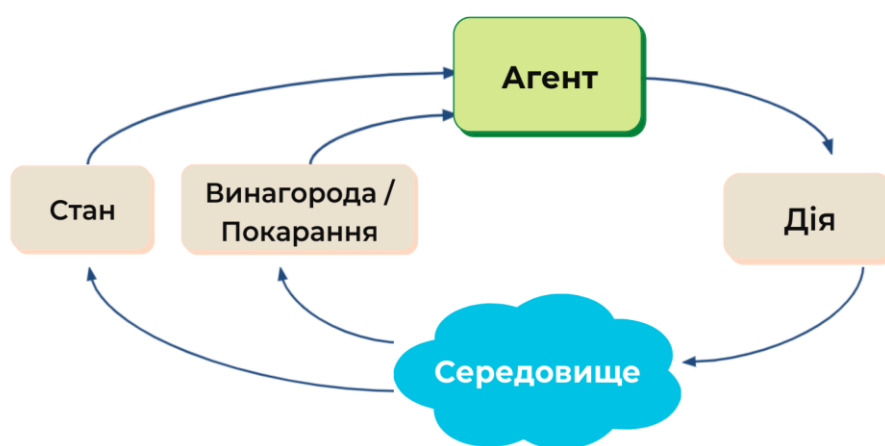 Агент
Стан
Винагорода /
Покарання
Дія
Середовище